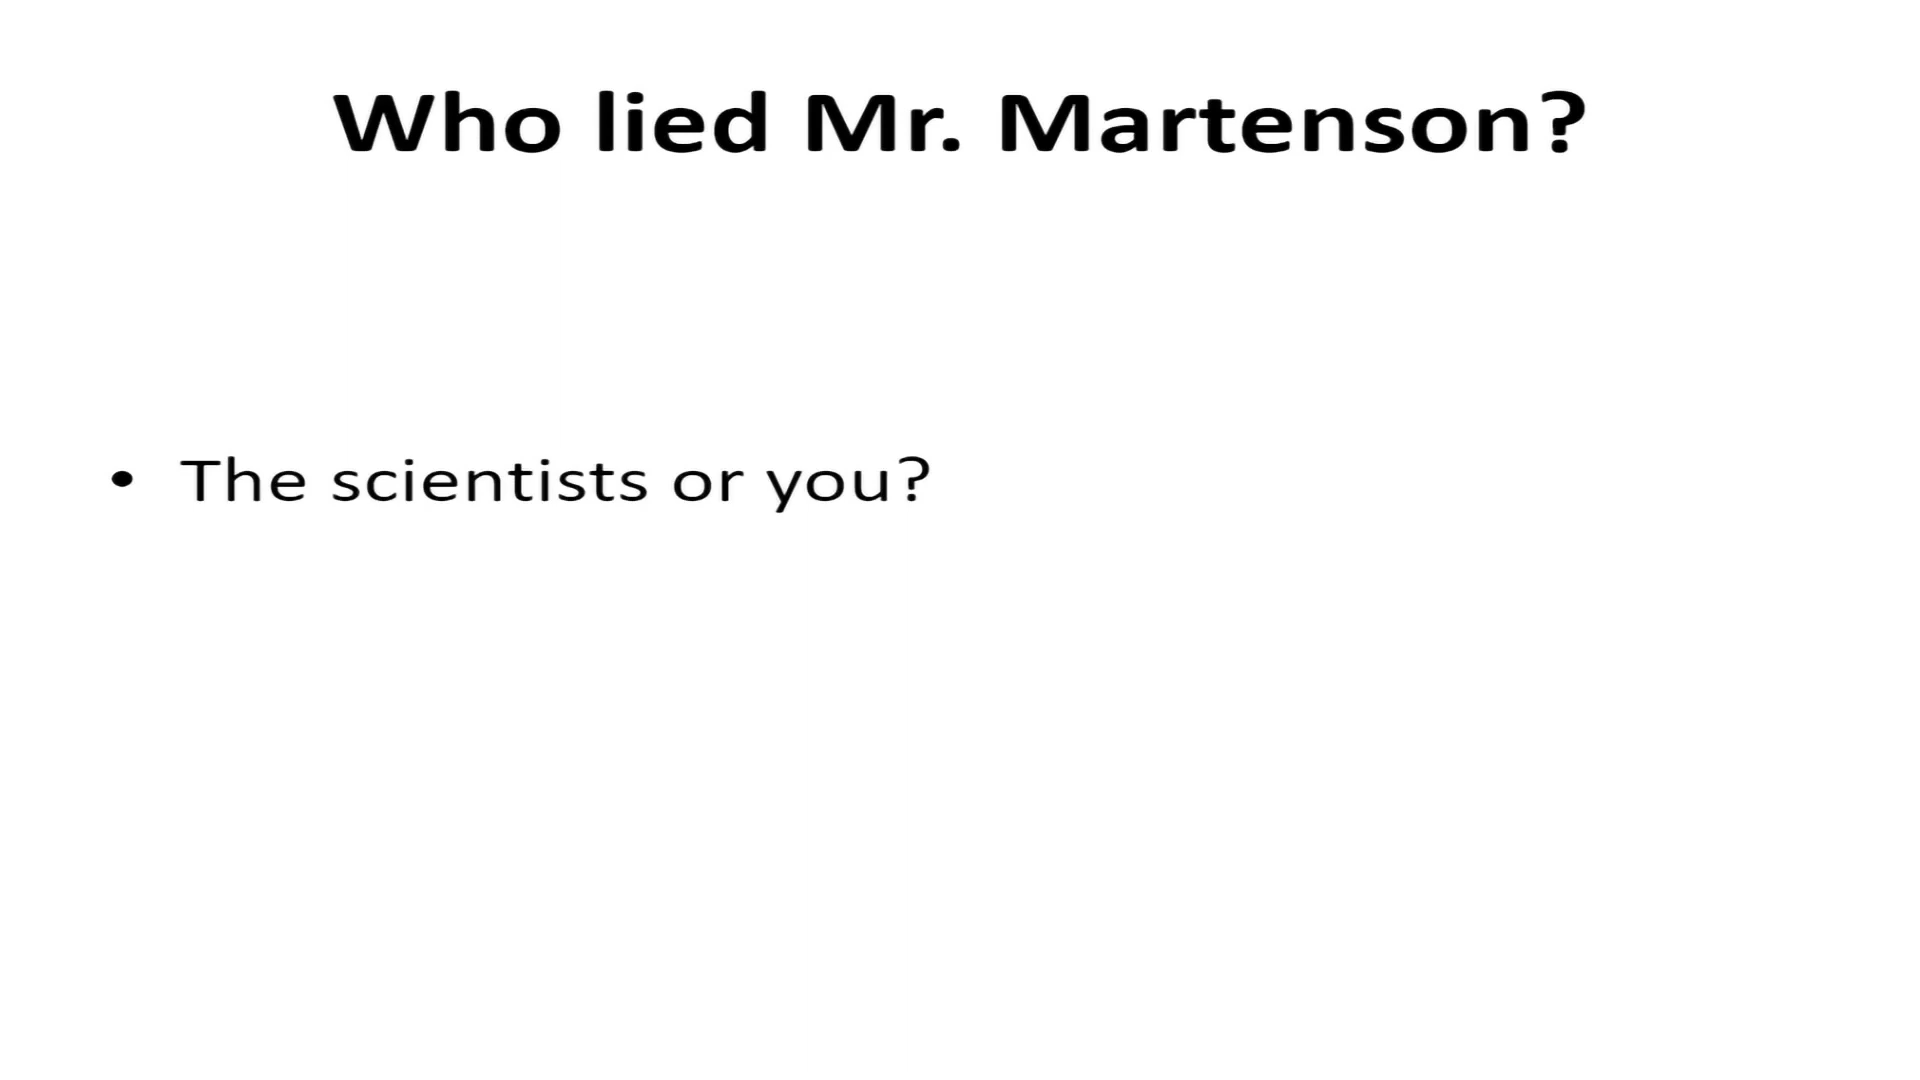 Who lied Mr. Martenson?
• The scientists or you?